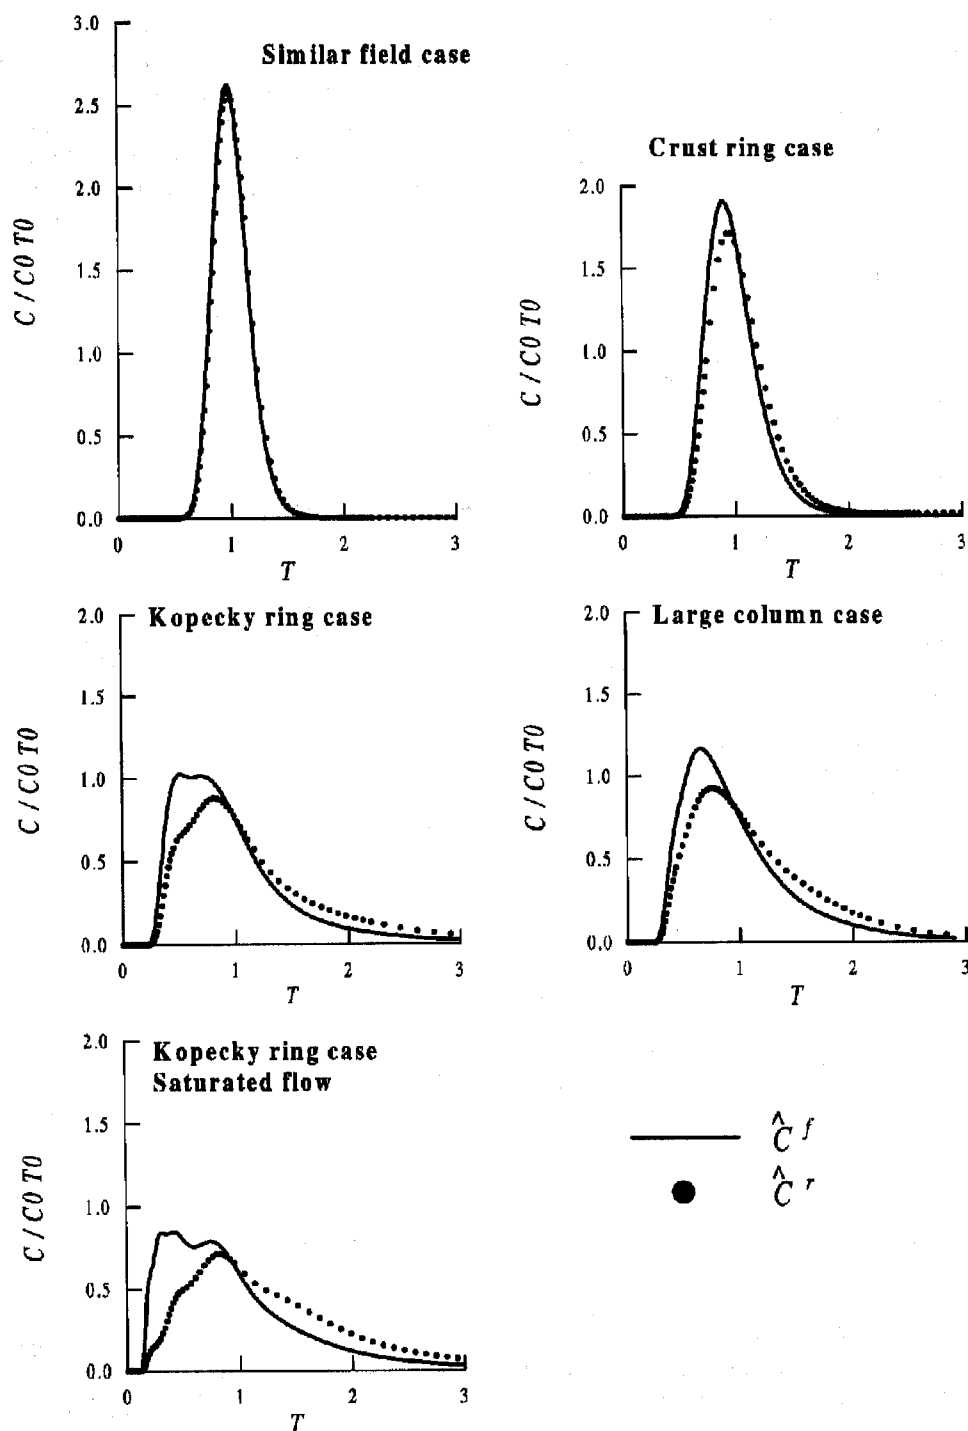 Similar field case
3.0
2.5
2.0
1.5
1.0
0.5
0.0
C / C0 T0
0 1 2 3
T
Crust ring case
2.0
1.5
1.0
0.5
0.0
C / C0 T0
0 1 2 3
T
Kopecky ring case
2.0
1.5
1.0
0.5
0.0
C / C0 T0
0 1 2 3
T
Large column case
2.0
1.5
1.0
0.5
0.0
C / C0 T0
0 1 2 3
T
Kopecky ring case
Saturated flow
2.0
1.5
1.0
0.5
0.0
C / C0 T0
0 1 2 3
T
Ĉ f
Ĉ r